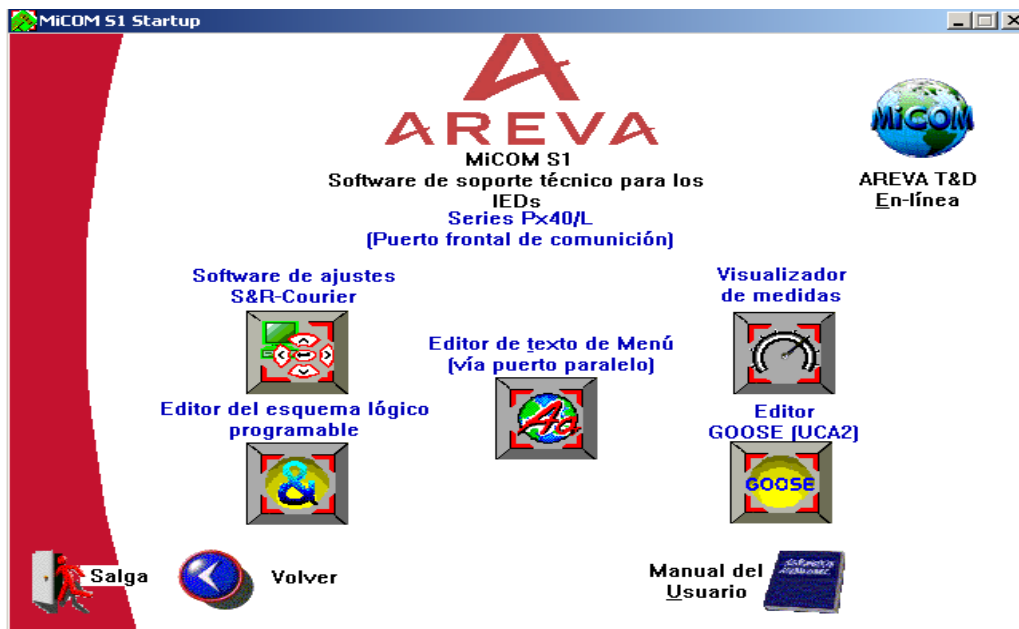 MiCOM S1 Startup
AREVA
MiCOM
MiCOM S1
Software de soporte técnico para los
IEDs
Series Px40/L
(Puerto frontal de comunición)
AREVA T&D
En-línea
Software de ajustes
S&R-Courier
Editor de texto de Menú
(vía puerto paralelo)
Visualizador
de medidas
Aa
Editor del esquema lógico
programable
&
Editor
GOOSE (UCA2)
GOOSE
Salga
Volver
Manual del
Usuario